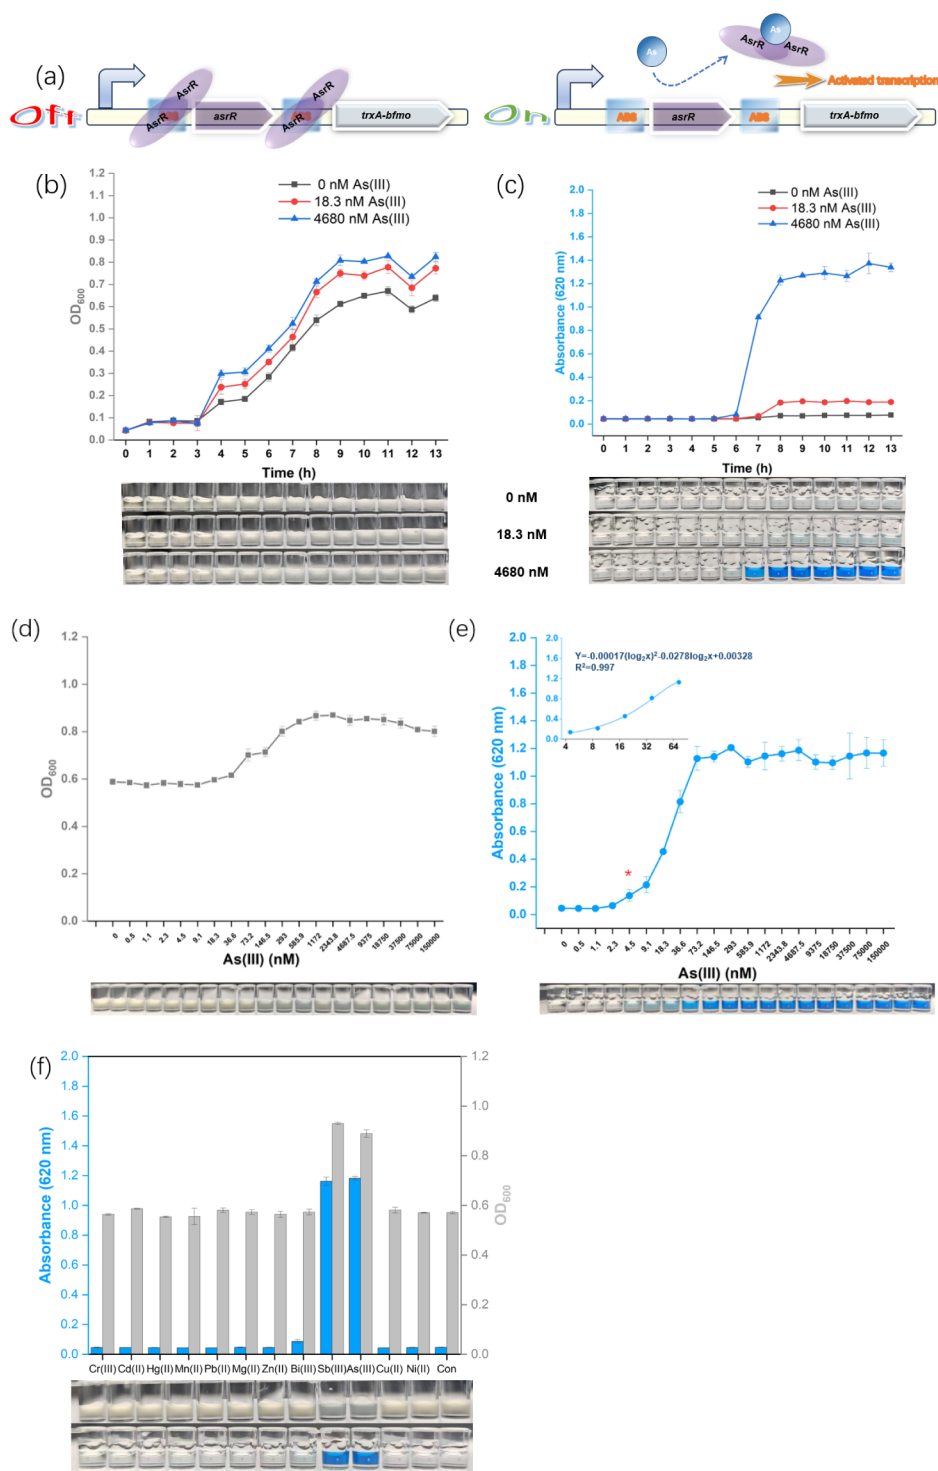 (a)
Off
AsrR
AsrR
asrR
AsrR
AsrR
trxA-bfmo
On
As
As
AsrR
AsrR
Activated transcription
ABS
asrR
ABS
trxA-bfmo
(b)
0 nM As(III)
18.3 nM As(III)
4680 nM As(III)
OD600
1.2
1.1
1.0
0.9
0.8
0.7
0.6
0.5
0.4
0.3
0.2
0.1
0.0
0 1 2 3 4 5 6 7 8 9 10 11 12 13
Time (h)
(c)
0 nM As(III)
18.3 nM As(III)
4680 nM As(III)
Absorbance (620 nm)
2.0
1.8
1.6
1.4
1.2
1.0
0.8
0.6
0.4
0.2
0.0
0 1 2 3 4 5 6 7 8 9 10 11 12 13
Time (h)
0 nM
18.3 nM
4680 nM
(d)
OD600
1.2
1.0
0.8
0.6
0.4
0.2
0.0
0 0.5 1.1 2.3 4.5 9.1 18.3 36.6 73.2 146.5 293 585.9 1172 2343.8 4687.5 9375 18750 37500 75000 150000
As(III) (nM)
(e)
Absorbance (620 nm)
2.0
1.8
1.6
1.4
1.2
1.0
0.8
0.6
0.4
0.2
0.0
2.0
1.6
1.2
0.8
0.4
0.0
4 8 16 32 64
Y=-0.00017(log2x)²-0.0278log2x+0.00328
R²=0.997
*
0 0.5 1.1 2.3 4.5 9.1 18.3 36.6 73.2 146.5 293 585.9 1172 2343.8 4687.5 9375 18750 37500 75000 150000
As(III) (nM)
(f)
Absorbance (620 nm)
2.0
1.8
1.6
1.4
1.2
1.0
0.8
0.6
0.4
0.2
0.0
1.2
1.0
0.8
0.6
0.4
0.2
0.0
OD600
Cr(III) Cd(II) Hg(II) Mn(II) Pb(II) Mg(II) Zn(II) Bi(III) Sb(III) As(III) Cu(II) Ni(II) Con